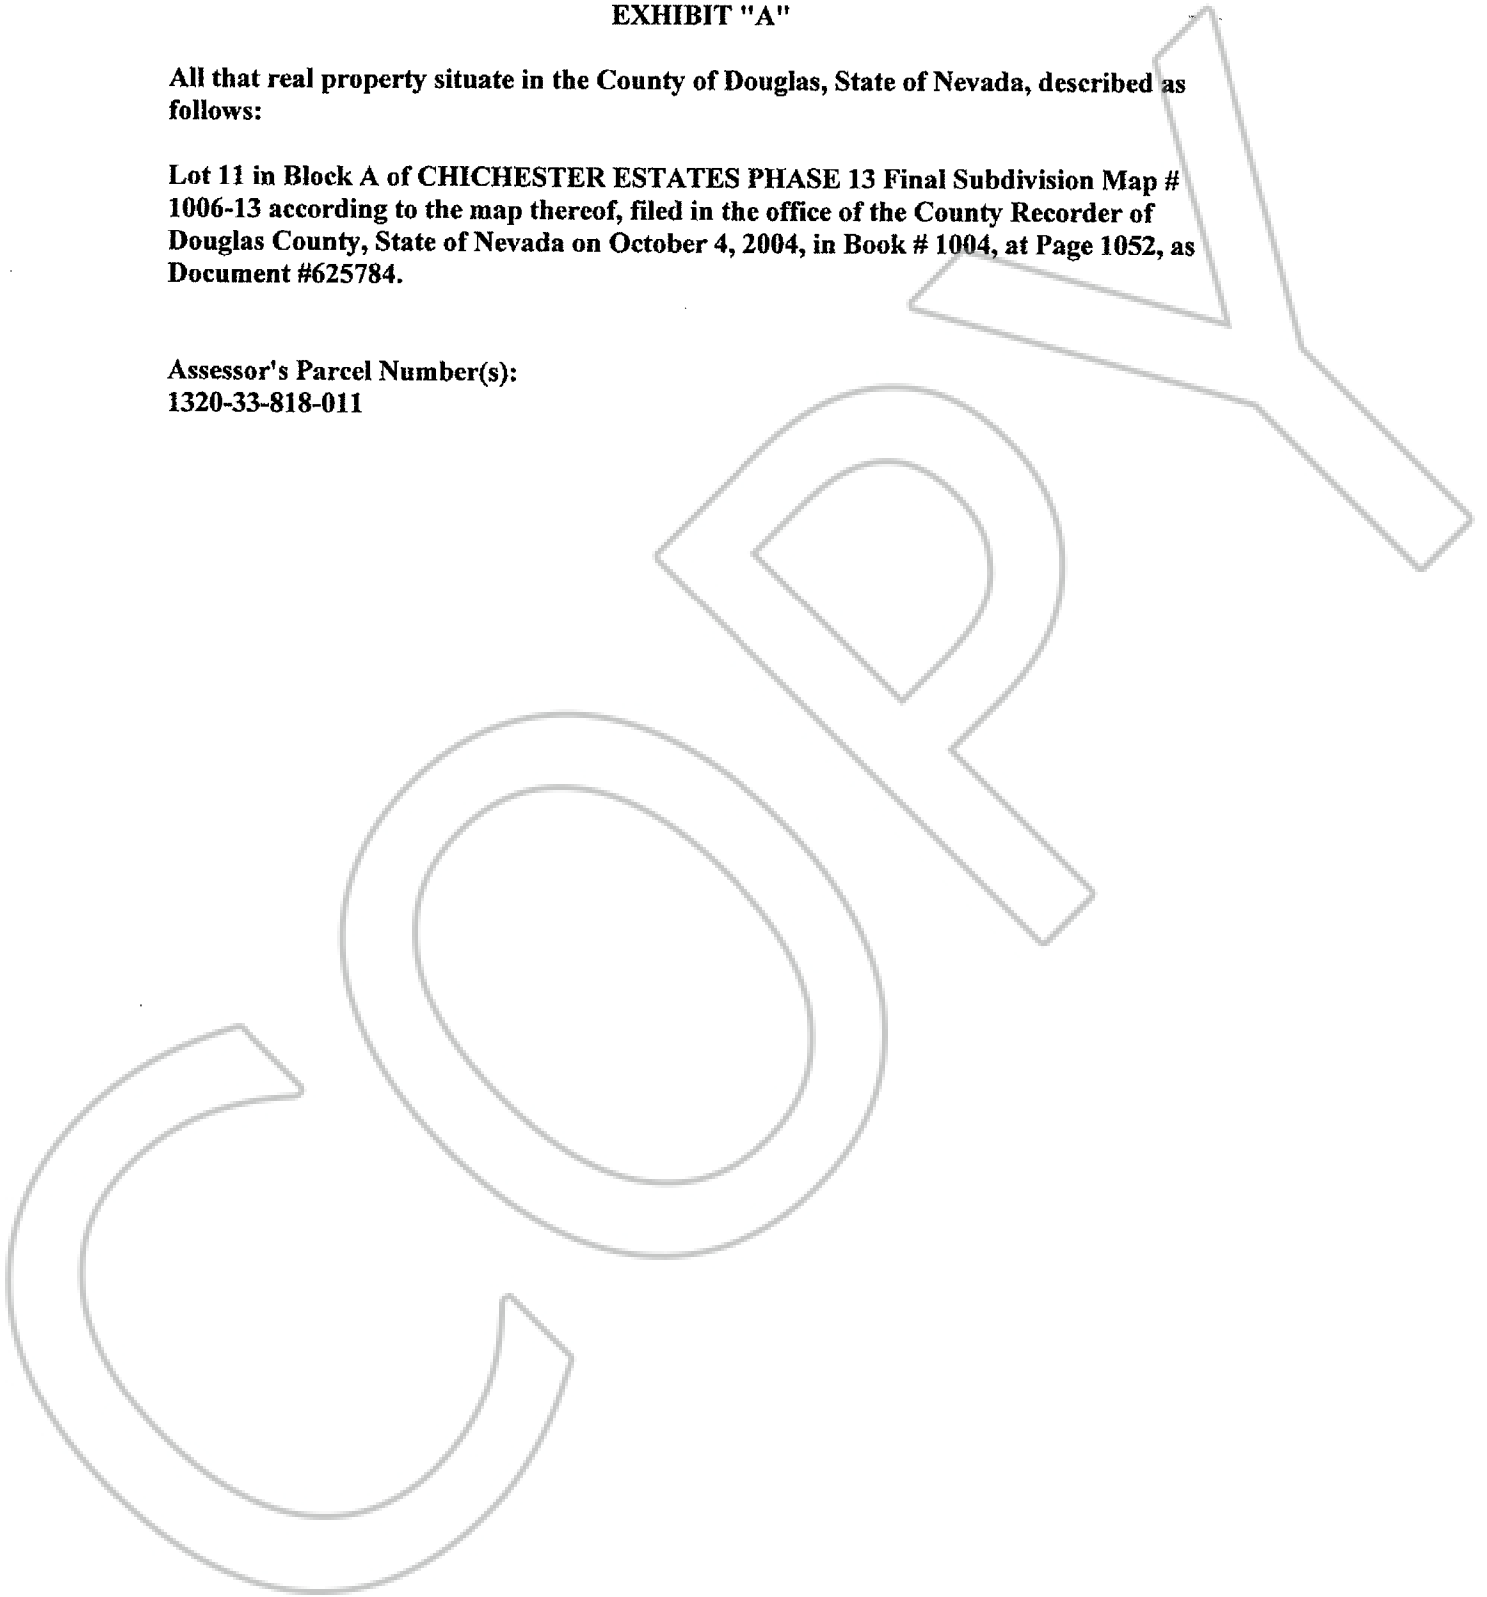 EXHIBIT "A"
All that real property situate in the County of Douglas, State of Nevada, described as
follows:
Lot 11 in Block A of CHICHESTER ESTATES PHASE 13 Final Subdivision Map #
1006-13 according to the map thereof, filed in the office of the County Recorder of
Douglas County, State of Nevada on October 4, 2004, in Book # 1004, at Page 1052, as
Document #625784.
Assessor's Parcel Number(s):
1320-33-818-011
COPY